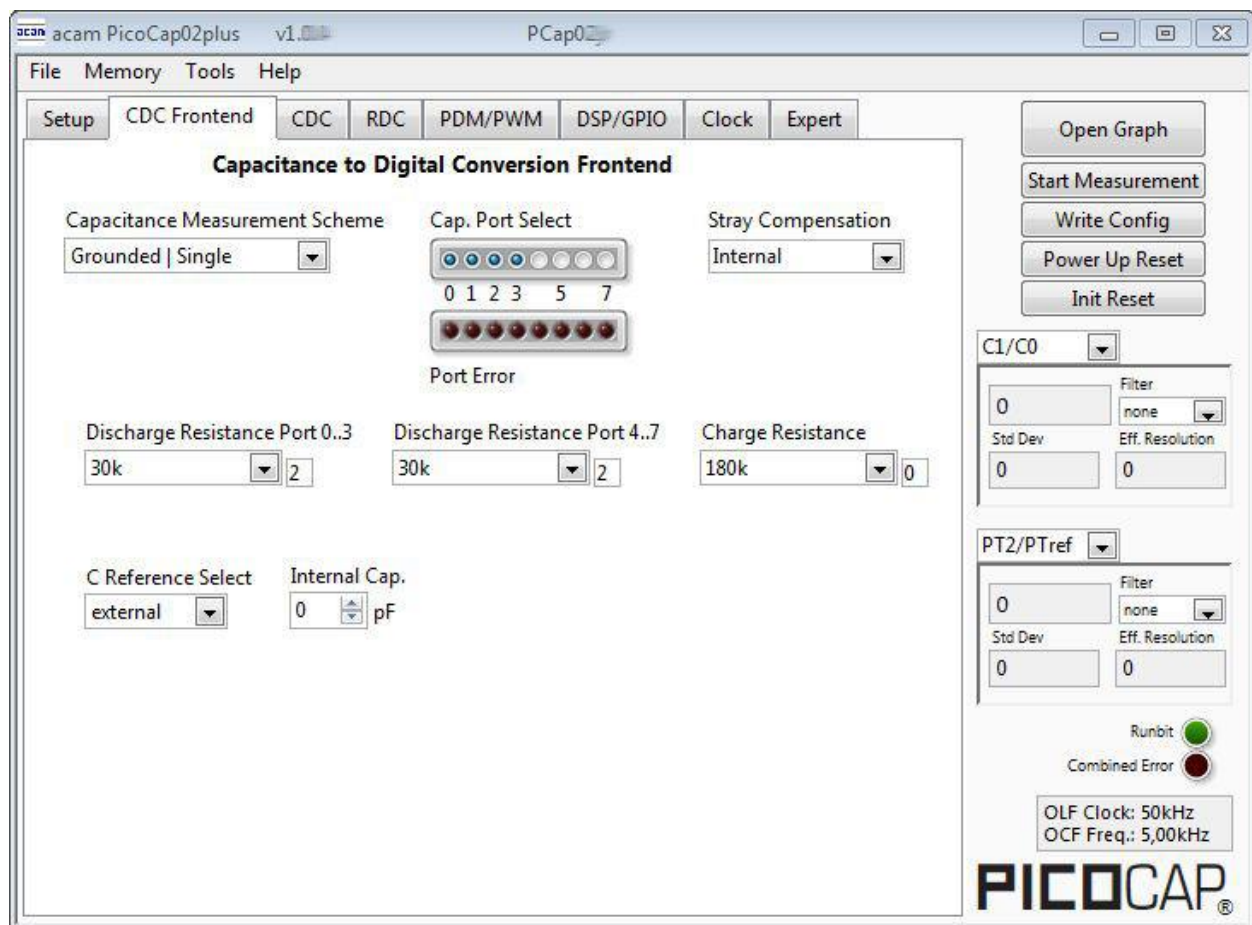 acam acam PicoCap02plus v1. PCap02
File Memory Tools Help
Setup CDC Frontend CDC RDC PDM/PWM DSP/GPIO Clock Expert
Capacitance to Digital Conversion Frontend
Capacitance Measurement Scheme Cap. Port Select Stray Compensation
Grounded | Single Internal
0 1 2 3 5 7
Port Error
Discharge Resistance Port 0..3 Discharge Resistance Port 4..7 Charge Resistance
30k 2 30k 2 180k 0
C Reference Select Internal Cap.
external 0 pF
Open Graph
Start Measurement
Write Config
Power Up Reset
Init Reset
C1/C0
Filter
0 none
Std Dev Eff. Resolution
0 0
PT2/PTref
Filter
0 none
Std Dev Eff. Resolution
0 0
Runbit
Combined Error
OLF Clock: 50kHz
OCF Freq.: 5,00kHz
PICOCAP®